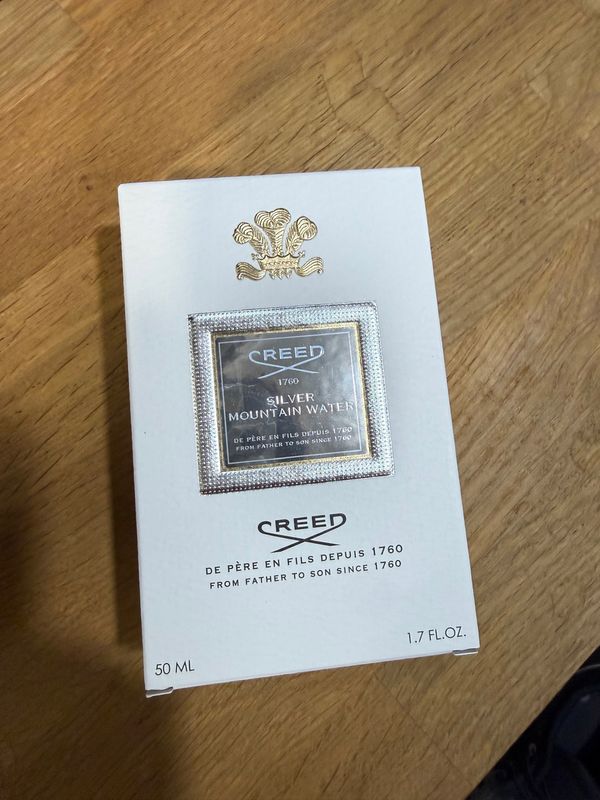 CREED
1760
SILVER
MOUNTAIN WATER
DE PÈRE EN FILS DEPUIS 1760
FROM FATHER TO SON SINCE 1760
CREED
DE PÈRE EN FILS DEPUIS 1760
FROM FATHER TO SON SINCE 1760
50 ML
1.7 FL.OZ.